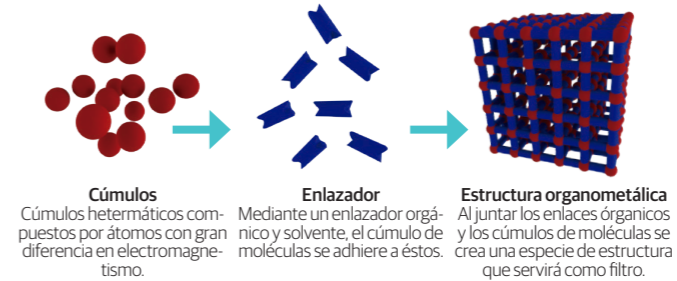 Cúmulos
Cúmulos hetermáticos com-
puestos por átomos con gran
diferencia en electromagne-
tismo.
Enlazador
Mediante un enlazador orgá-
nico y solvente, el cúmulo de
moléculas se adhiere a éstos.
Estructura organometálica
Al juntar los enlaces órganicos
y los cúmulos de moléculas se
crea una especie de estructura
que servirá como filtro.